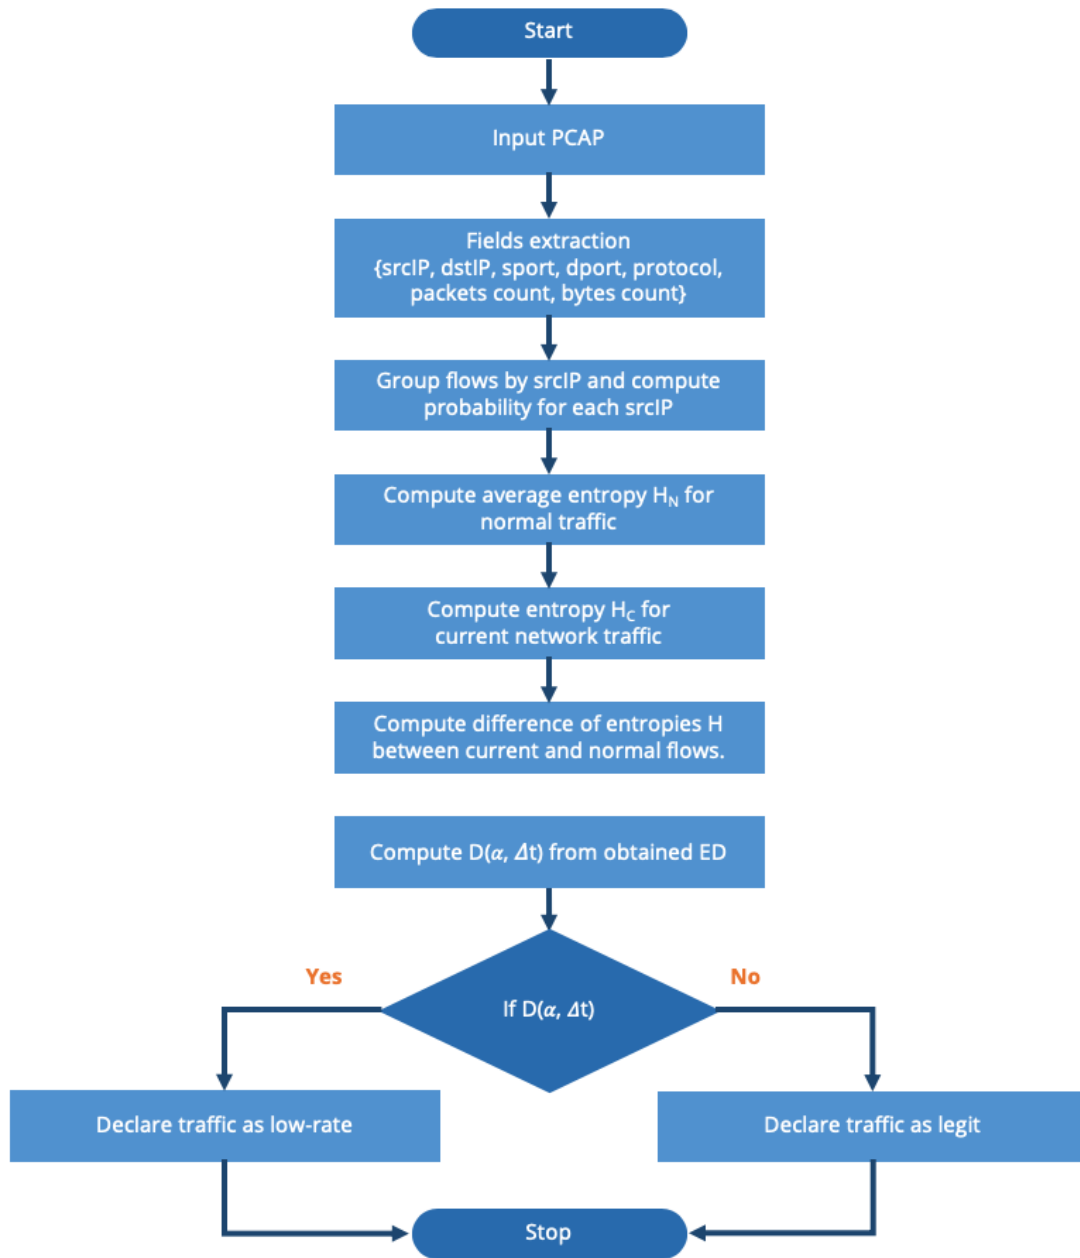 Start
Input PCAP
Fields extraction
{srcIP, dstIP, sport, dport, protocol,
packets count, bytes count}
Group flows by srcIP and compute
probability for each srcIP
Compute average entropy H_N for
normal traffic
Compute entropy H_C for
current network traffic
Compute difference of entropies H
between current and normal flows.
Compute D(α, Δt) from obtained ED
Yes
No
If D(α, Δt)
Declare traffic as low-rate
Declare traffic as legit
Stop